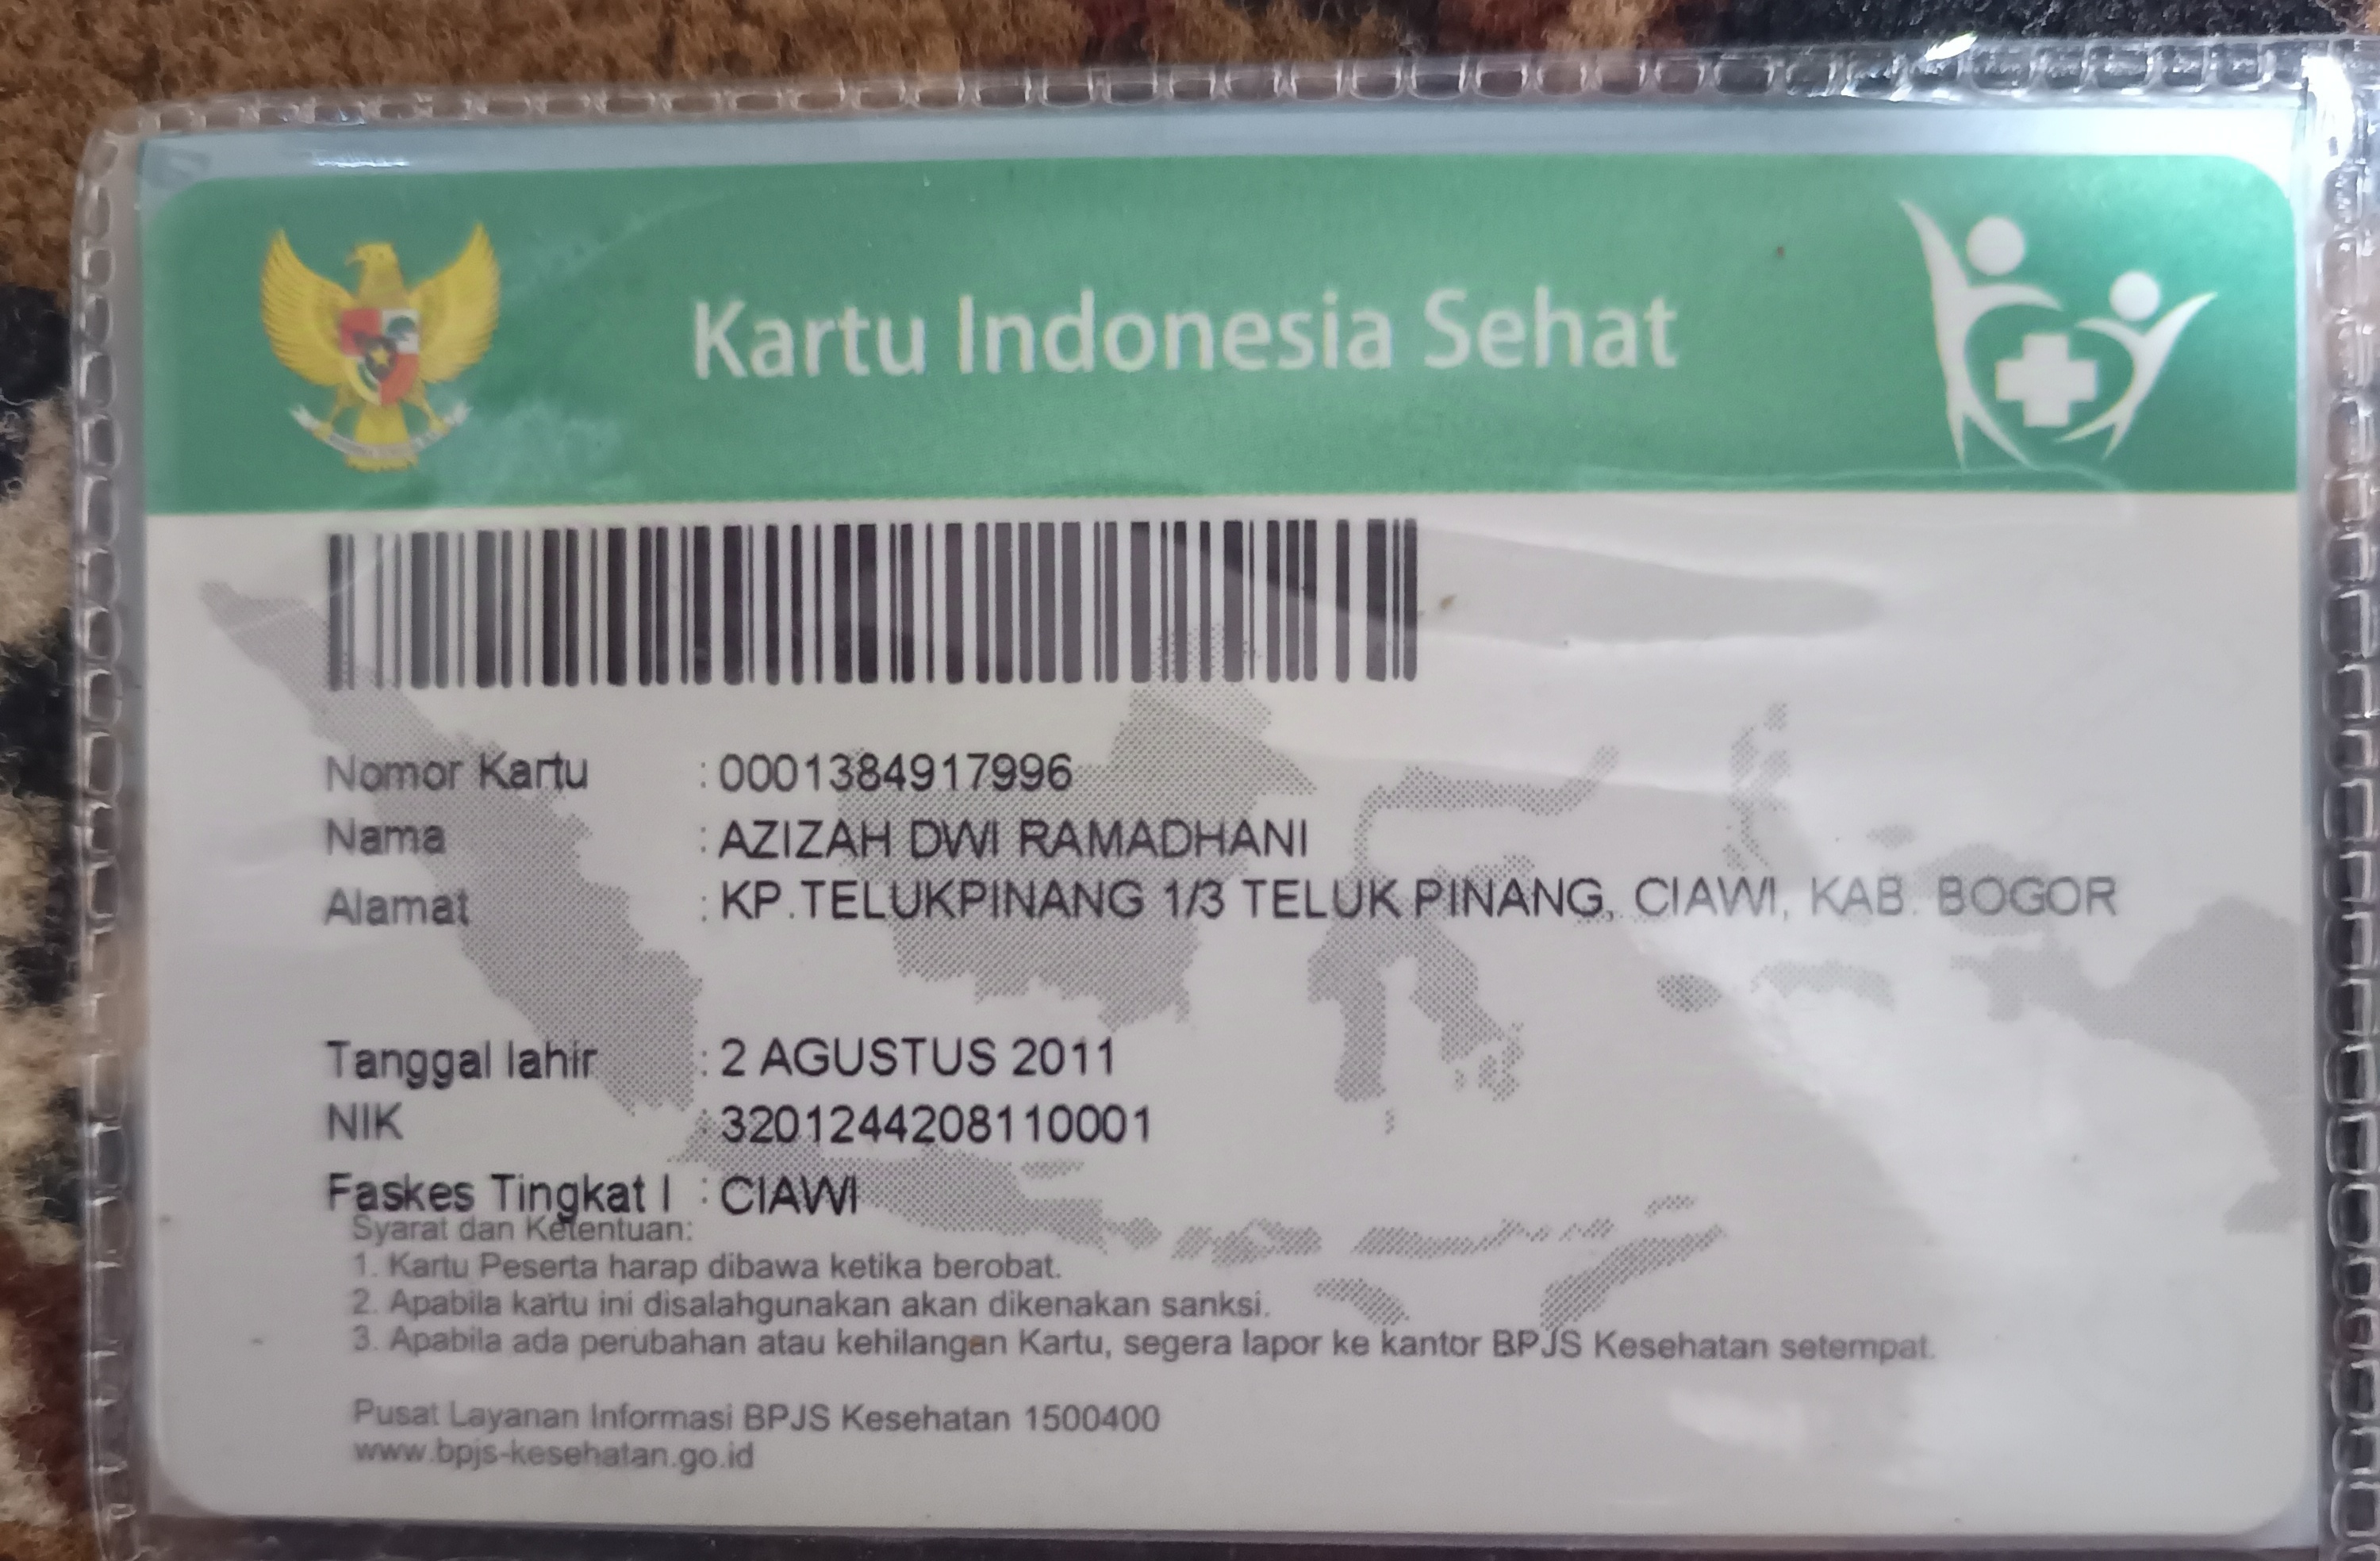 Kartu Indonesia Sehat
Nomor Kartu : 0001384917996
Nama : AZIZAH DWI RAMADHANI
Alamat : KP.TELUKPINANG 1/3 TELUK PINANG, CIAWI, KAB. BOGOR
Tanggal lahir : 2 AGUSTUS 2011
NIK : 3201244208110001
Faskes Tingkat I : CIAWI
Syarat dan Ketentuan:
1. Kartu Peserta harap dibawa ketika berobat.
2. Apabila kartu ini disalahgunakan akan dikenakan sanksi.
3. Apabila ada perubahan atau kehilangan Kartu, segera lapor ke kantor BPJS Kesehatan setempat.
Pusat Layanan Informasi BPJS Kesehatan 1500400
www.bpjs-kesehatan.go.id